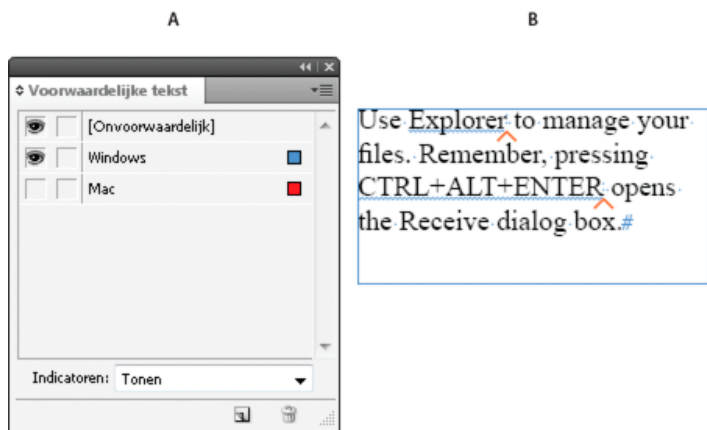 A
B
Voorwaardelijke tekst
[Onvoorwaardelijk]
Windows
Mac
Indicatoren: Tonen
Use Explorer to manage your
files. Remember, pressing
CTRL+ALT+ENTER opens
the Receive dialog box.#